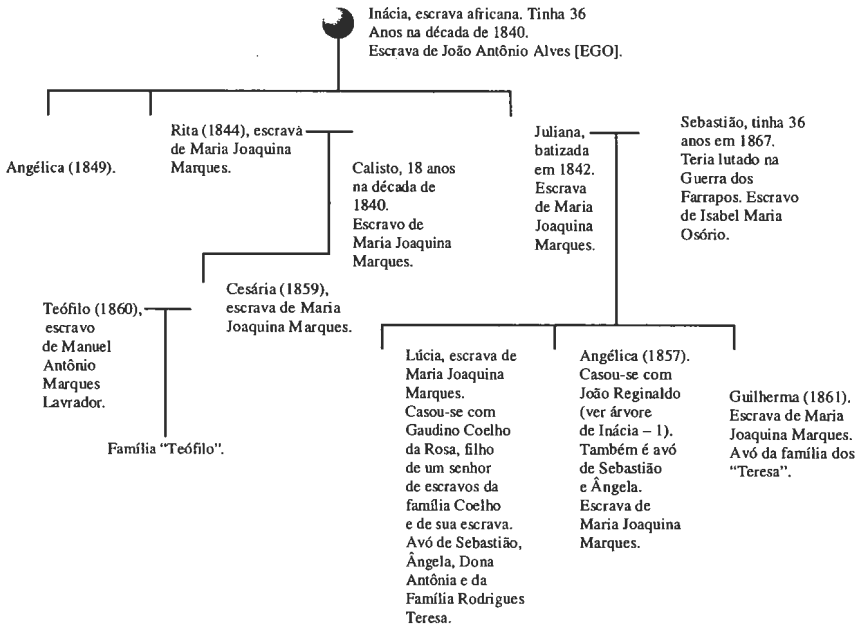 Inácia, escrava africana. Tinha 36
Anos na década de 1840.
Escrava de João Antônio Alves [EGO].
Angélica (1849).
Rita (1844), escrava
de Maria Joaquina
Marques.
Calisto, 18 anos
na década de
1840.
Escravo de
Maria Joaquina
Marques.
Juliana,
batizada
em 1842.
Escrava
de Maria
Joaquina
Marques.
Sebastião, tinha 36
anos em 1867.
Teria lutado na
Guerra dos
Farrapos. Escravo
de Isabel Maria
Osório.
Teófilo (1860),
escravo
de Manuel
Antônio
Marques
Lavrador.
Cesária (1859),
escrava de Maria
Joaquina Marques.
Família “Teófilo”.
Lúcia, escrava de
Maria Joaquina
Marques.
Casou-se com
Gaudino Coelho
da Rosa, filho
de um senhor
de escravos da
família Coelho
e de sua escrava.
Avó de Sebastião,
Ângela, Dona
Antônia e da
Família Rodrigues
Teresa.
Angélica (1857).
Casou-se com
João Reginaldo
(ver árvore
de Inácia – 1).
Também é avó
de Sebastião
e Ângela.
Escrava de
Maria Joaquina
Marques.
Guilherma (1861).
Escrava de Maria
Joaquina Marques.
Avó da família dos
“Teresa”.